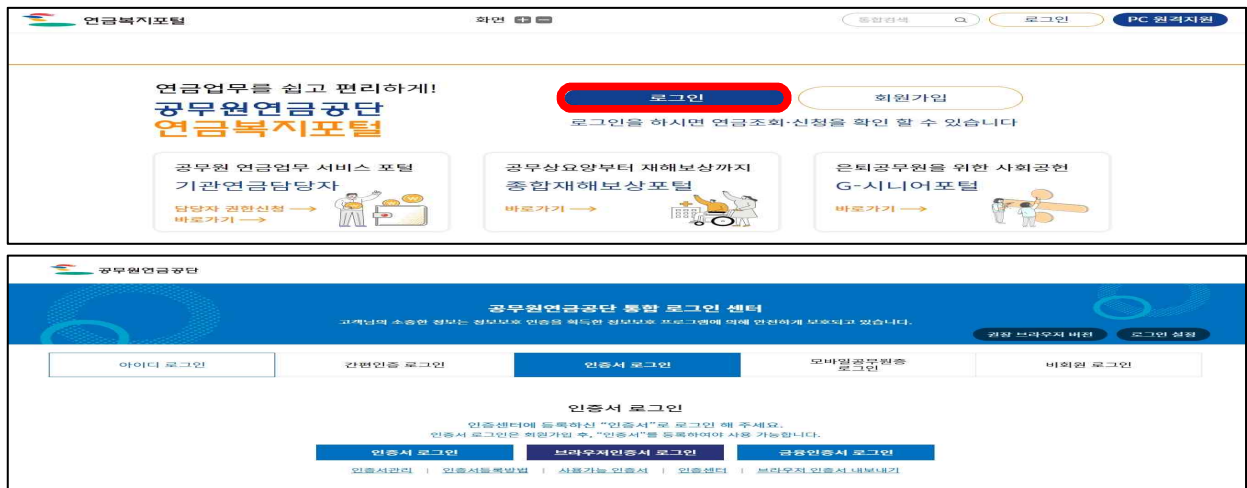 연금복지포털
화면 + -
통합검색
로그인
PC 원격지원
연금업무를 쉽고 편리하게!
공무원연금공단
연금복지포털
로그인
회원가입
로그인을 하시면 연금조회·신청을 확인 할 수 있습니다
공무원 연금업무 서비스 포털
기관연금담당자
담당자 권한신청
바로가기
공무상요양부터 재해보상까지
종합재해보상포털
바로가기
은퇴공무원을 위한 사회공헌
G-시니어포털
바로가기
공무원연금공단
공무원연금공단 통합 로그인 센터
고객님의 소중한 정보는 정보보호 인증을 획득한 정보보호 프로그램에 의해 안전하게 보호되고 있습니다.
권장 브라우저 버전
로그인 설정
아이디 로그인
간편인증 로그인
인증서 로그인
모바일공무원증
로그인
비회원 로그인
인증서 로그인
인증센터에 등록하신 “인증서”로 로그인 해 주세요.
인증서 로그인은 회원가입 후, “인증서”를 등록하여야 사용 가능합니다.
인증서 로그인
브라우저인증서 로그인
금융인증서 로그인
인증서관리 | 인증서등록방법 | 사용가능 인증서 | 인증센터 | 브라우저 인증서 내보내기